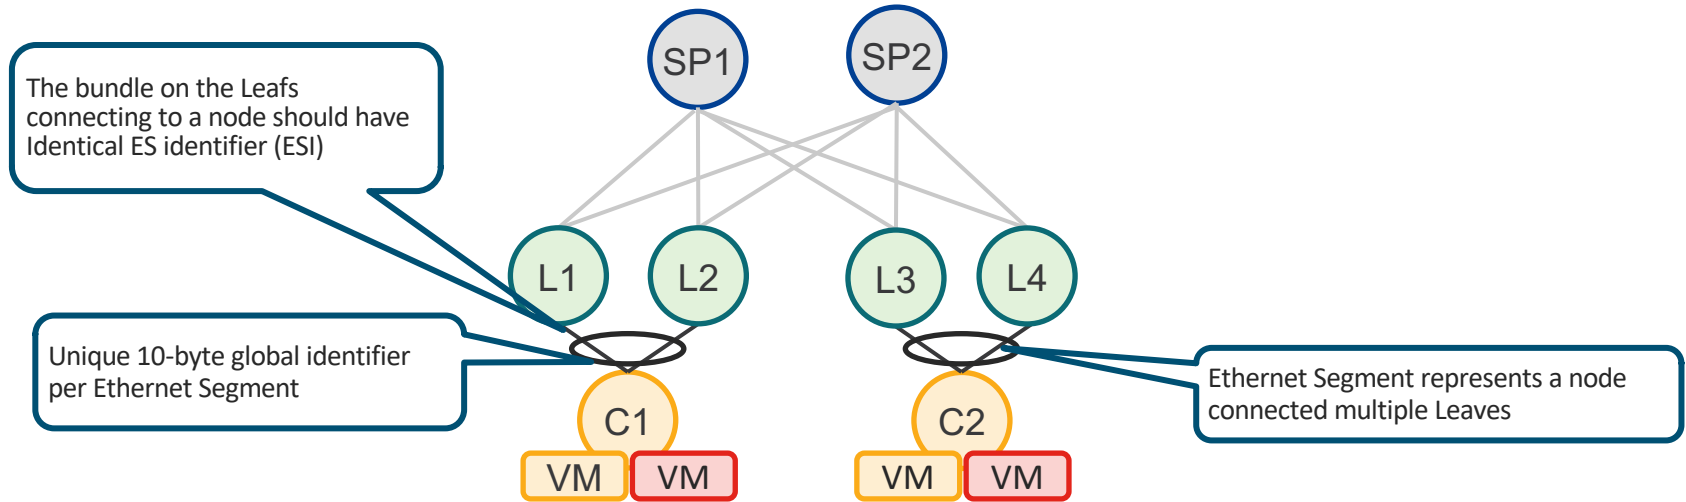 SP1
SP2
The bundle on the Leafs
connecting to a node should have
Identical ES identifier (ESI)
L1
L2
L3
L4
Unique 10-byte global identifier
per Ethernet Segment
Ethernet Segment represents a node
connected multiple Leaves
C1
C2
VM
VM
VM
VM